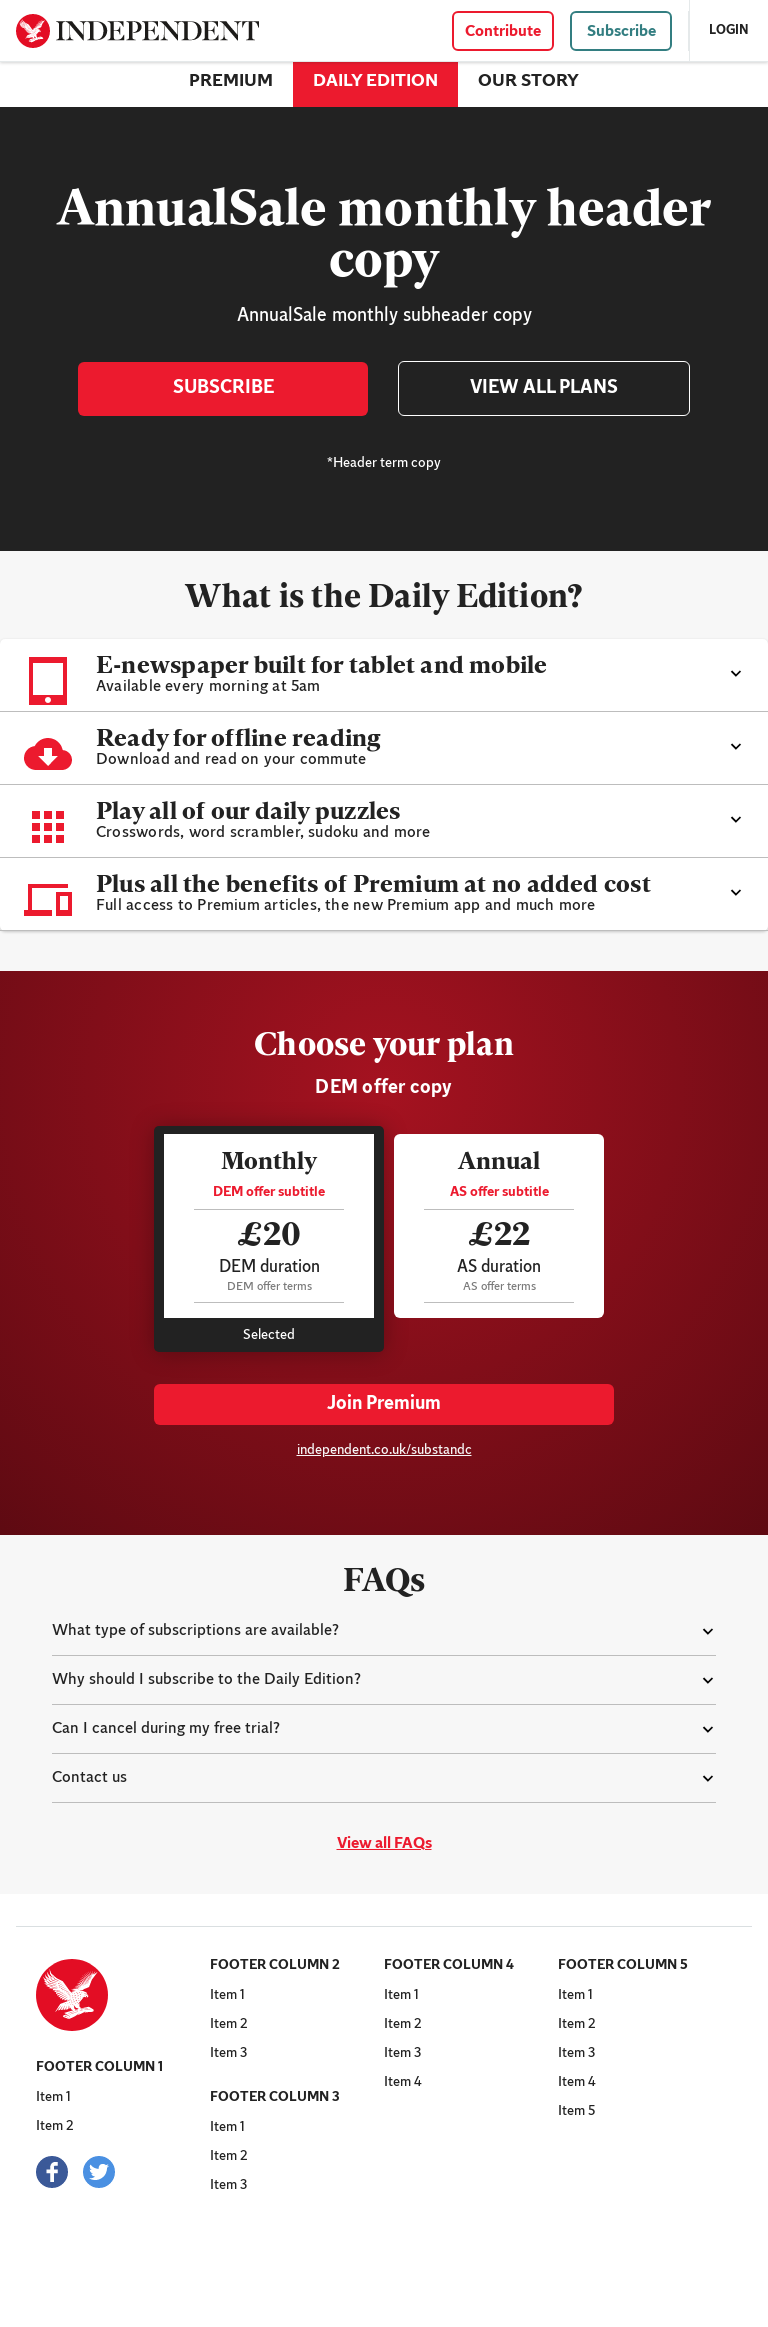 INDEPENDENT
Contribute
Subscribe
LOGIN
PREMIUM
DAILY EDITION
OUR STORY
AnnualSale monthly header
copy
AnnualSale monthly subheader copy
SUBSCRIBE
VIEW ALL PLANS
*Header term copy
What is the Daily Edition?
E-newspaper built for tablet and mobile
Available every morning at 5am
Ready for offline reading
Download and read on your commute
Play all of our daily puzzles
Crosswords, word scrambler, sudoku and more
Plus all the benefits of Premium at no added cost
Full access to Premium articles, the new Premium app and much more
Choose your plan
DEM offer copy
Monthly
DEM offer subtitle
£20
DEM duration
DEM offer terms
Selected
Annual
AS offer subtitle
£22
AS duration
AS offer terms
Join Premium
independent.co.uk/substandc
FAQs
What type of subscriptions are available?
Why should I subscribe to the Daily Edition?
Can I cancel during my free trial?
Contact us
View all FAQs
FOOTER COLUMN 1
Item 1
Item 2
FOOTER COLUMN 2
Item 1
Item 2
Item 3
FOOTER COLUMN 3
Item 1
Item 2
Item 3
FOOTER COLUMN 4
Item 1
Item 2
Item 3
Item 4
FOOTER COLUMN 5
Item 1
Item 2
Item 3
Item 4
Item 5